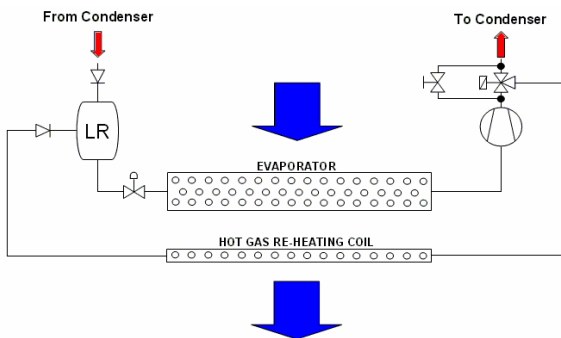 From Condenser
To Condenser
LR
EVAPORATOR
HOT GAS RE-HEATING COIL